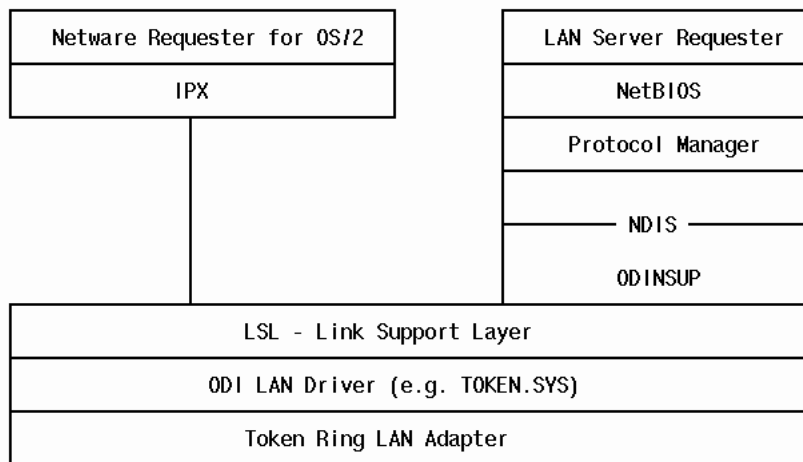 Netware Requester for OS/2
IPX
LAN Server Requester
NetBIOS
Protocol Manager
NDIS
ODINSUP
LSL - Link Support Layer
ODI LAN Driver (e.g. TOKEN.SYS)
Token Ring LAN Adapter